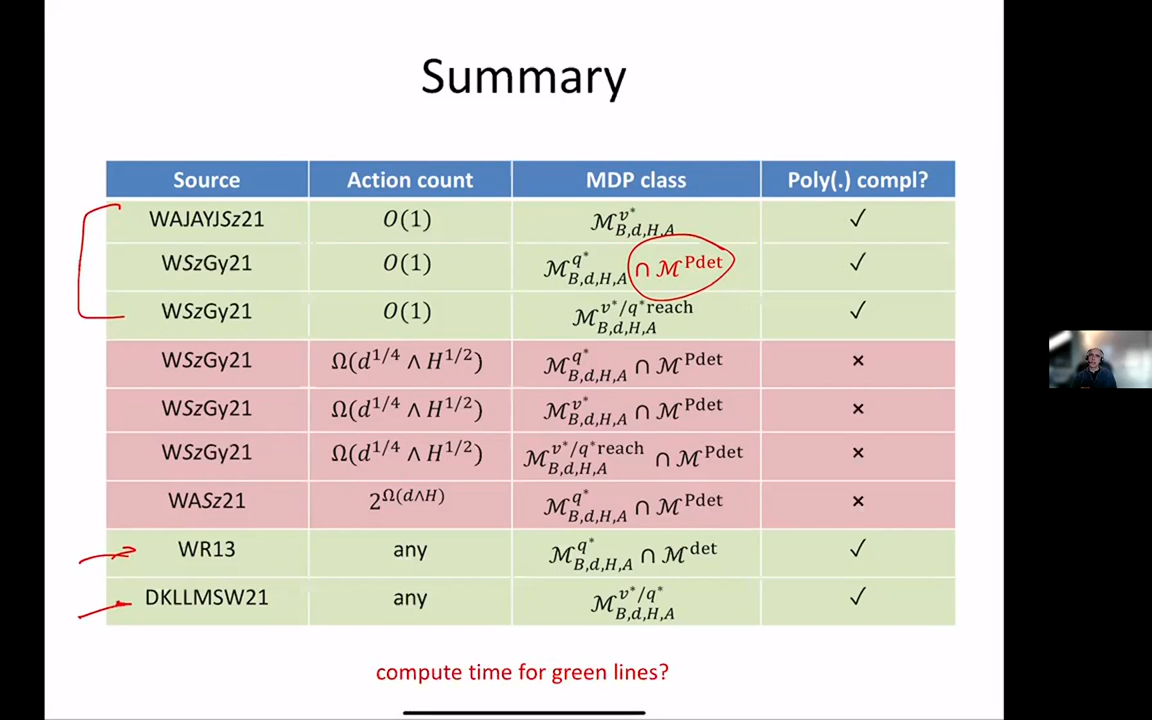 Summary
Source Action count MDP class Poly(.) compl?
WAJAYJSz21 O(1) ℳ^{v*}_{B,d,H,A} ✓
WSzGy21 O(1) ℳ^{q*}_{B,d,H,A} ∩ ℳ^{Pdet} ✓
WSzGy21 O(1) ℳ^{v*/q*reach}_{B,d,H,A} ✓
WSzGy21 Ω(d^{1/4} ∧ H^{1/2}) ℳ^{q*}_{B,d,H,A} ∩ ℳ^{Pdet} ×
WSzGy21 Ω(d^{1/4} ∧ H^{1/2}) ℳ^{v*}_{B,d,H,A} ∩ ℳ^{Pdet} ×
WSzGy21 Ω(d^{1/4} ∧ H^{1/2}) ℳ^{v*/q*reach}_{B,d,H,A} ∩ ℳ^{Pdet} ×
WASz21 2^{Ω(d∧H)} ℳ^{q*}_{B,d,H,A} ∩ ℳ^{Pdet} ×
WR13 any ℳ^{q*}_{B,d,H,A} ∩ ℳ^{det} ✓
DKLLMSW21 any ℳ^{v*/q*}_{B,d,H,A} ✓
compute time for green lines?